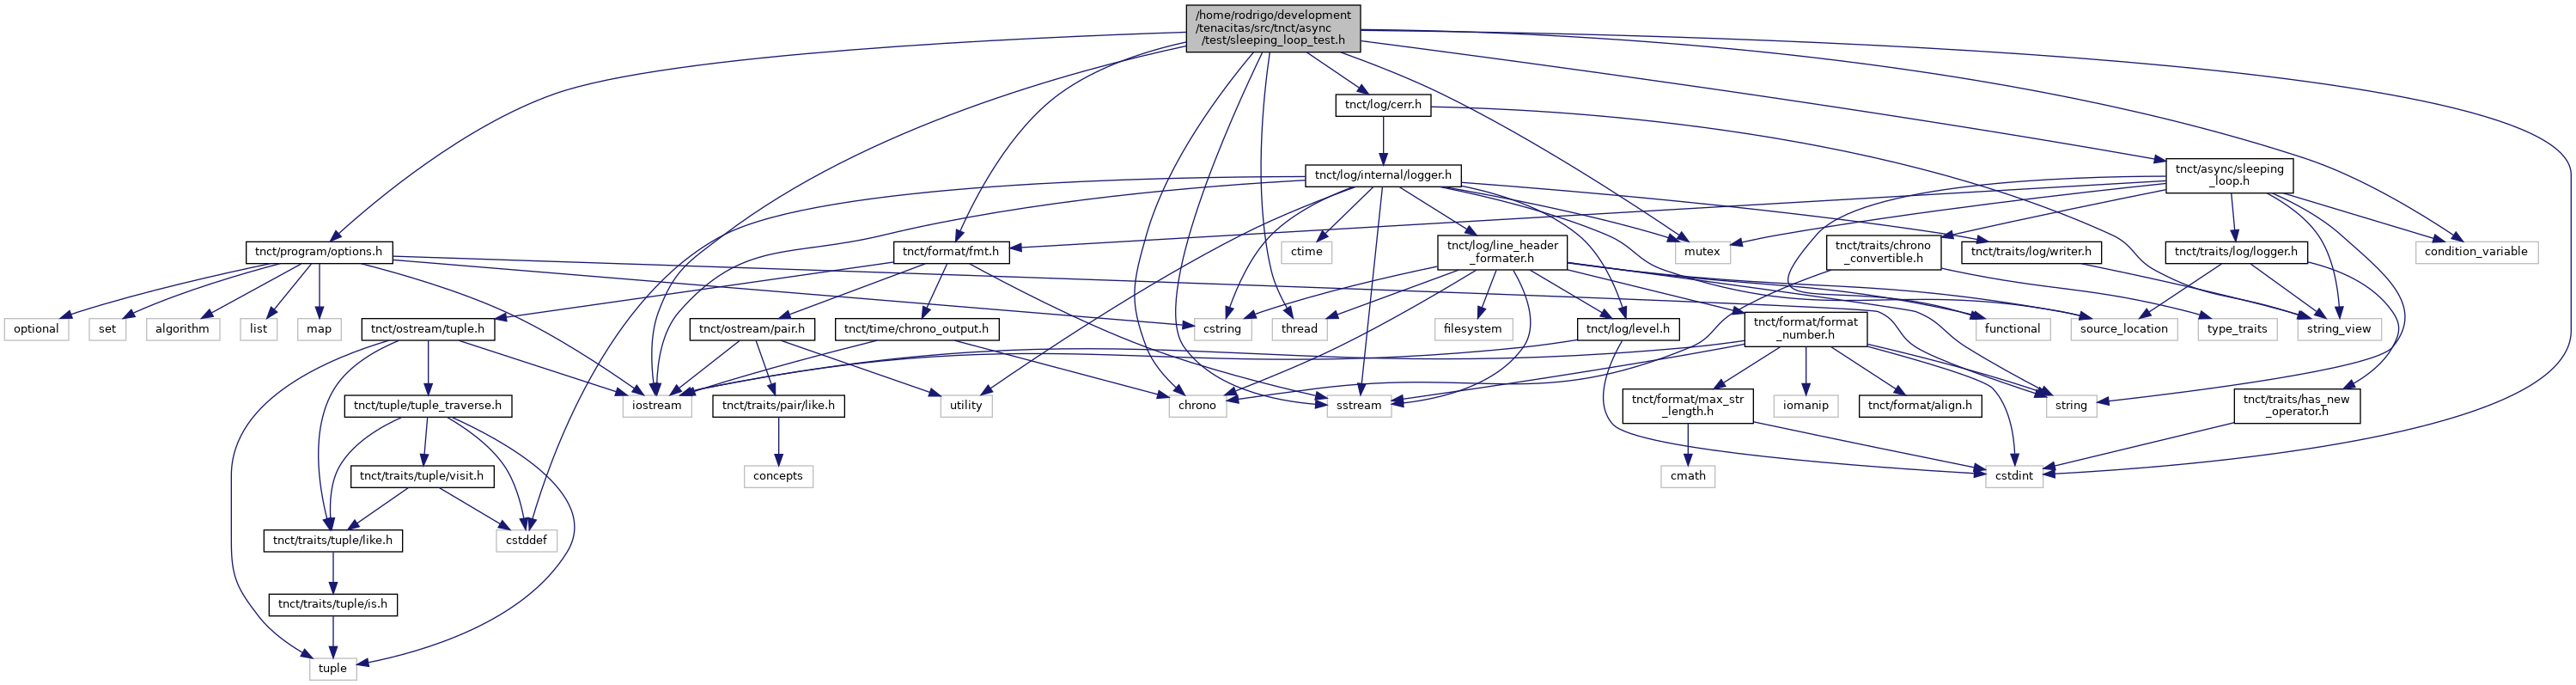 /home/rodrigo/development
/tenacitas/src/tnct/async
/test/sleeping_loop_test.h
tnct/log/cerr.h
tnct/log/internal/logger.h
tnct/async/sleeping
_loop.h
tnct/program/options.h
tnct/format/fmt.h
ctime
tnct/log/line_header
_formater.h
mutex
tnct/traits/chrono
_convertible.h
tnct/traits/log/writer.h
tnct/traits/log/logger.h
condition_variable
optional
set
algorithm
list
map
tnct/ostream/tuple.h
tnct/ostream/pair.h
tnct/time/chrono_output.h
cstring
thread
filesystem
tnct/log/level.h
tnct/format/format
_number.h
functional
source_location
type_traits
string_view
tnct/tuple/tuple_traverse.h
iostream
tnct/traits/pair/like.h
utility
chrono
sstream
tnct/format/max_str
_length.h
iomanip
tnct/format/align.h
string
tnct/traits/has_new
_operator.h
tnct/traits/tuple/visit.h
concepts
cmath
cstdint
tnct/traits/tuple/like.h
cstddef
tnct/traits/tuple/is.h
tuple